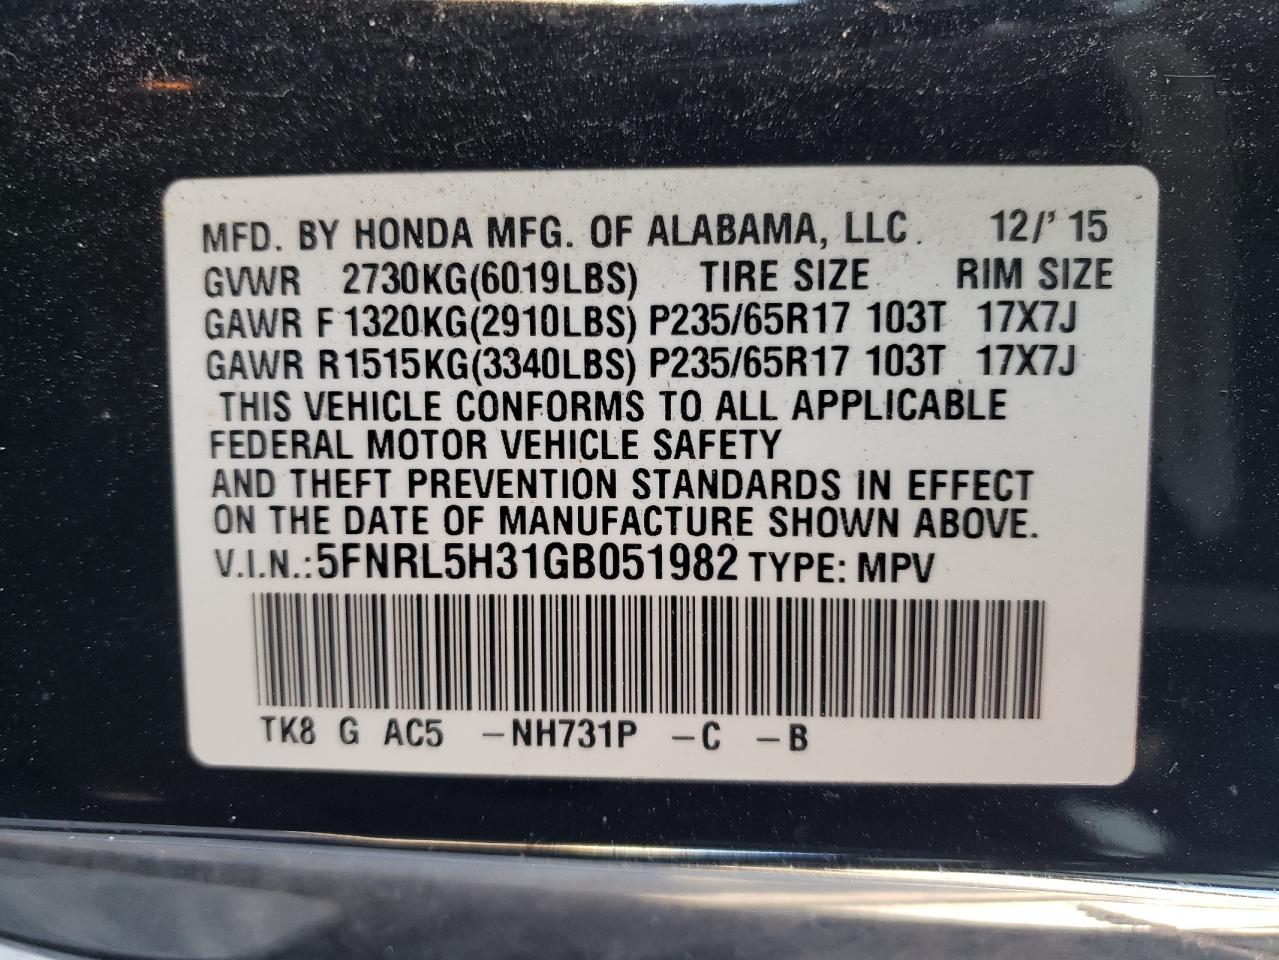 MFD. BY HONDA MFG. OF ALABAMA, LLC. 12/' 15
GVWR 2730KG(6019LBS) TIRE SIZE RIM SIZE
GAWR F 1320KG(2910LBS) P235/65R17 103T 17X7J
GAWR R1515KG(3340LBS) P235/65R17 103T 17X7J
THIS VEHICLE CONFORMS TO ALL APPLICABLE
FEDERAL MOTOR VEHICLE SAFETY
AND THEFT PREVENTION STANDARDS IN EFFECT
ON THE DATE OF MANUFACTURE SHOWN ABOVE.
V.I.N.:5FNRL5H31GB051982 TYPE: MPV
TK8 G AC5 -NH731P -C -B